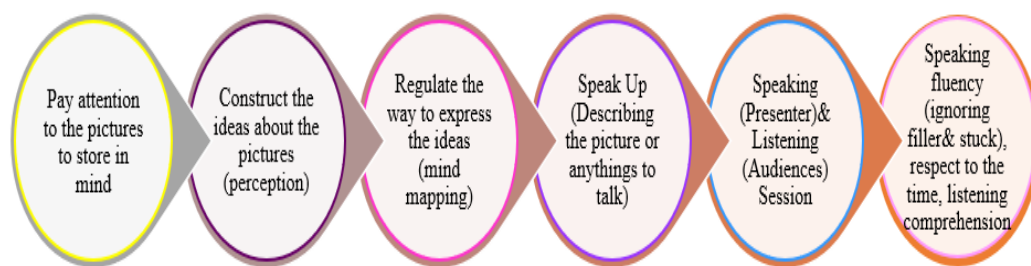 Pay attention
to the pictures
to store in
mind
Construct the
ideas about the
pictures
(perception)
Regulate the
way to express
the ideas
(mind
mapping)
Speak Up
(Describing
the picture or
anythings to
talk)
Speaking
(Presenter)&
Listening
(Audiences)
Session
Speaking
fluency
(ignoring
filler& stuck),
respect to the
time, listening
comprehension